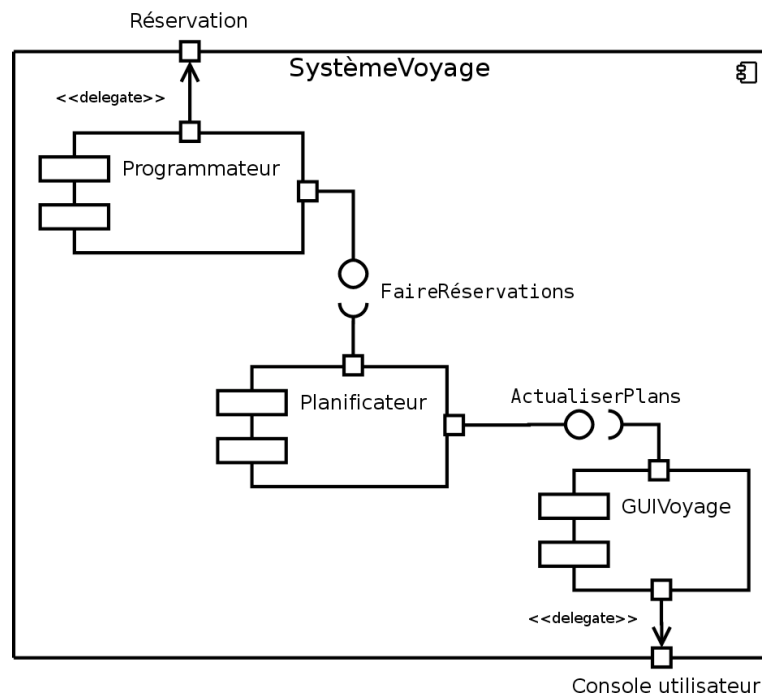 Réservation
SystèmeVoyage
<<delegate>>
Programmateur
FaireRéservations
ActualiserPlans
Planificateur
GUIVoyage
<<delegate>>
Console utilisateur